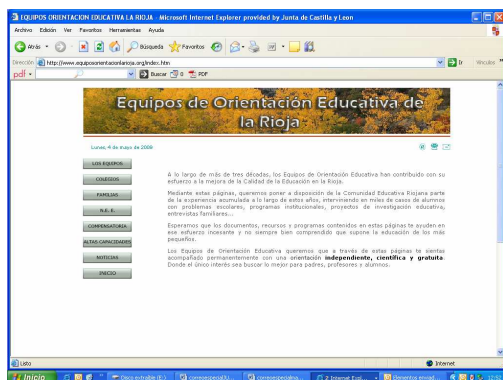 EQUIPOS ORIENTACION EDUCATIVA LA RIOJA - Microsoft Internet Explorer provided by Junta de Castilla y Leon
Archivo Edición Ver Favoritos Herramientas Ayuda
Atrás Búsqueda Favoritos
Dirección http://www.equiposorientacionlarioja.org/index.htm Ir Vínculos
pdf Buscar 0 PDF
Equipos de Orientación Educativa de
la Rioja
Lunes, 4 de mayo de 2008
LOS EQUIPOS
COLEGIOS
FAMILIAS
N.E.E.
COMPENSATORIA
ALTAS CAPACIDADES
NOTICIAS
INICIO
A lo largo de más de tres décadas, los Equipos de Orientación Educativa han contribuido con su
esfuerzo a la mejora de la Calidad de la Educación en la Rioja.
Mediante estas páginas, queremos poner a disposición de la Comunidad Educativa Riojana parte
de la experiencia acumulada a lo largo de estos años, interviniendo en miles de casos de alumnos
con problemas escolares, programas institucionales, proyectos de investigación educativa,
entrevistas familiares...
Esperamos que los documentos, recursos y programas contenidos en estas páginas te ayuden en
ese esfuerzo incesante y no siempre bien comprendido que supone la educación de los más
pequeños.
Los Equipos de Orientación Educativa queremos que a través de estas páginas te sientas
acompañado permanentemente con una orientación independiente, científica y gratuita.
Donde el único interés sea buscar lo mejor para padres, profesores y alumnos.
Listo Internet
Inicio Disco extraíble (E:) 2 Internet Expl... Elementos enviad...